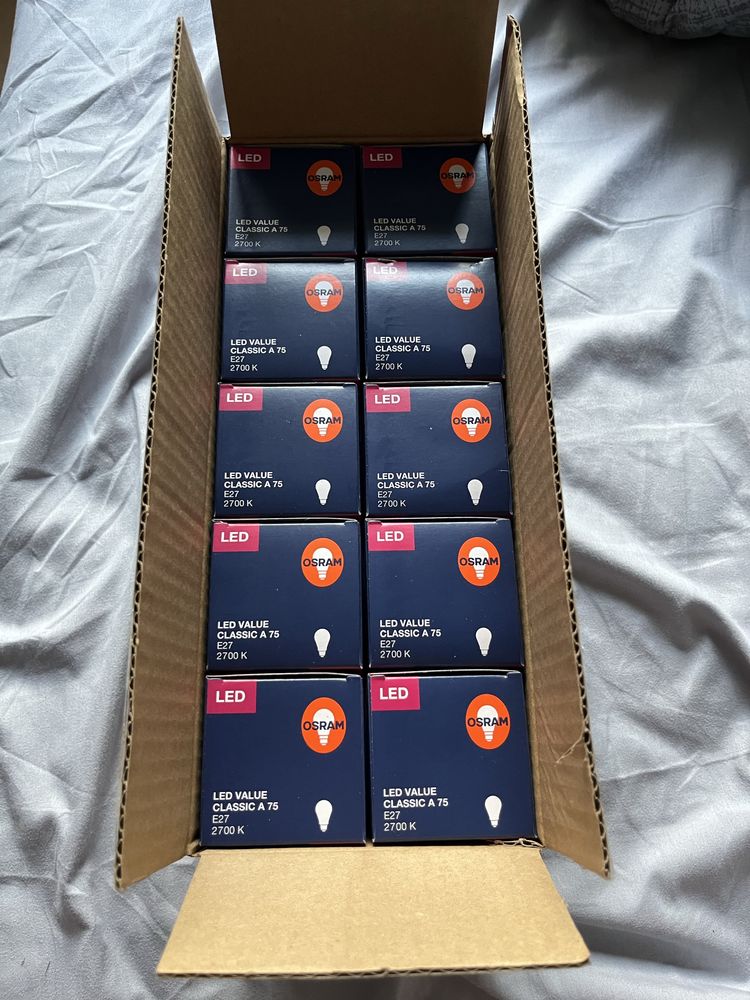 LED
OSRAM
LED VALUE
CLASSIC A 75
E27
2700 K
LED
OSRAM
LED VALUE
CLASSIC A 75
E27
2700 K
LED
OSRAM
LED VALUE
CLASSIC A 75
E27
2700 K
LED
OSRAM
LED VALUE
CLASSIC A 75
E27
2700 K
LED
OSRAM
LED VALUE
CLASSIC A 75
E27
2700 K
LED
OSRAM
LED VALUE
CLASSIC A 75
E27
2700 K
LED
OSRAM
LED VALUE
CLASSIC A 75
E27
2700 K
LED
OSRAM
LED VALUE
CLASSIC A 75
E27
2700 K
LED
OSRAM
LED VALUE
CLASSIC A 75
E27
2700 K
LED
OSRAM
LED VALUE
CLASSIC A 75
E27
2700 K